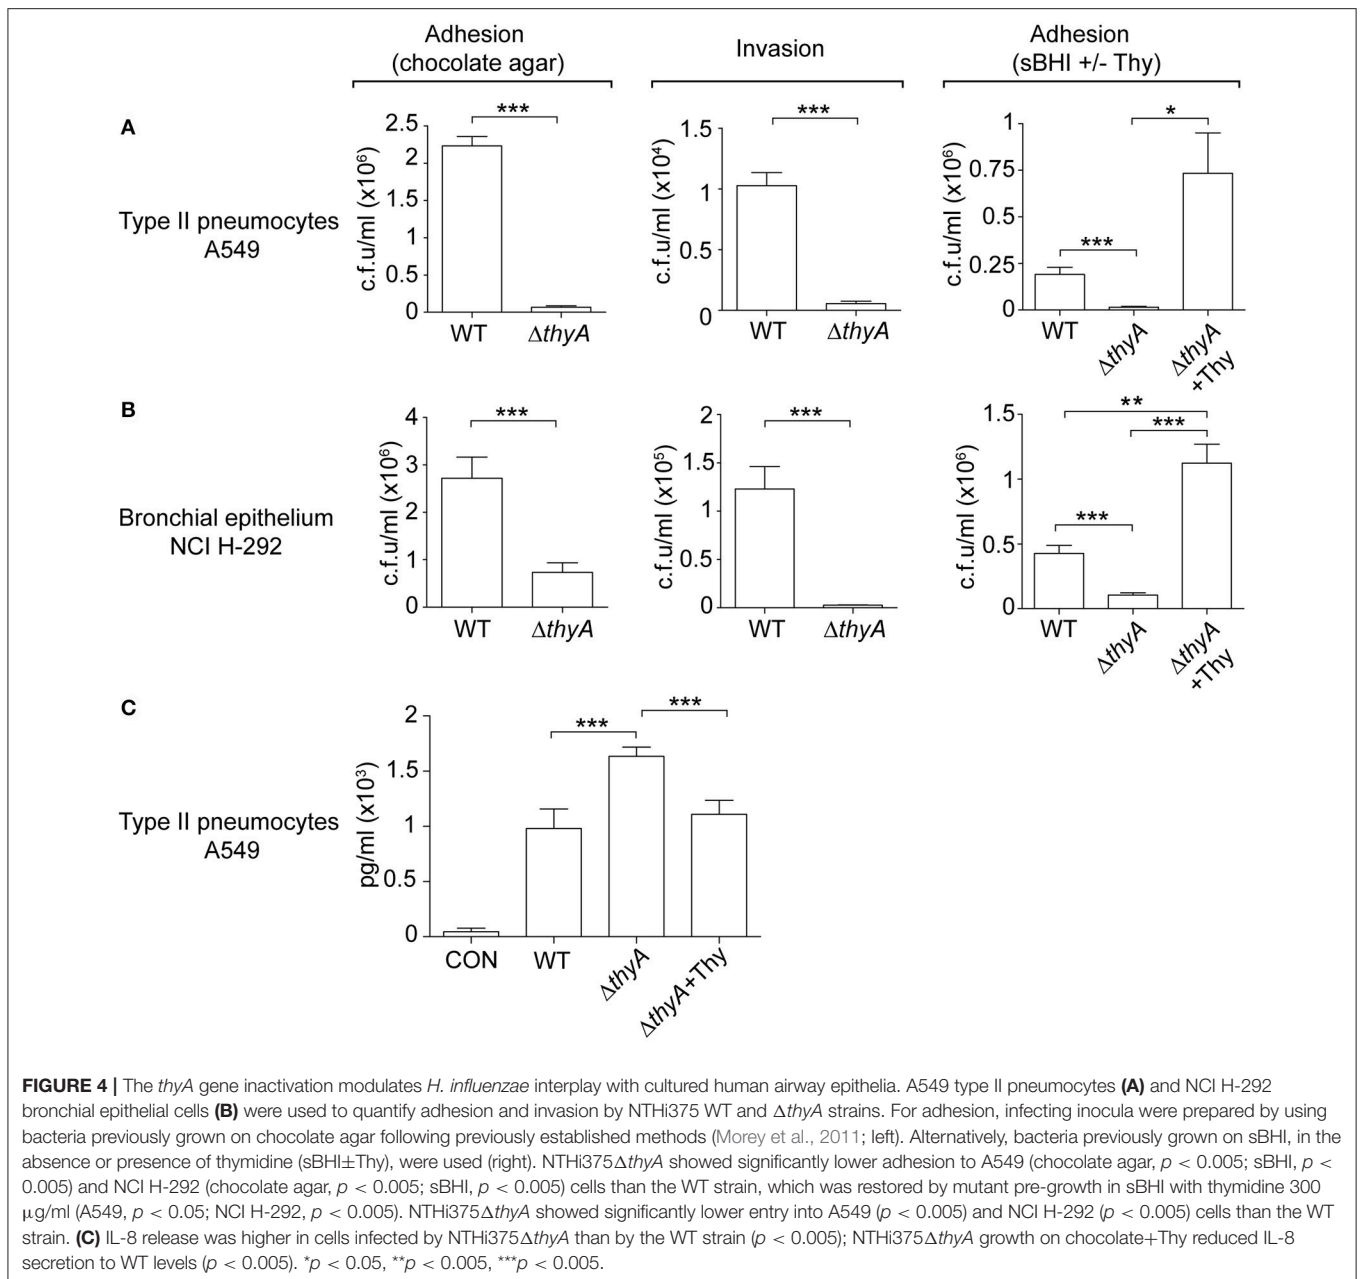 Adhesion
(chocolate agar)
Invasion
Adhesion
(sBHI +/- Thy)
A
Type II pneumocytes
A549
c.f.u/ml (x10⁶)
2.5
2
1.5
1
0.5
0
***
WT
ΔthyA
c.f.u/ml (x10⁴)
1.5
1
0.5
0
***
WT
ΔthyA
c.f.u/ml (x10⁶)
1
0.75
0.5
0.25
0
*
***
WT
ΔthyA
ΔthyA
+Thy
B
Bronchial epithelium
NCI H-292
c.f.u/ml (x10⁶)
4
3
2
1
0
***
WT
ΔthyA
c.f.u/ml (x10⁵)
2
1.5
1
0.5
0
***
WT
ΔthyA
c.f.u/ml (x10⁶)
1.5
1
0.5
0
**
***
***
WT
ΔthyA
ΔthyA
+Thy
C
Type II pneumocytes
A549
pg/ml (x10³)
2
1.5
1
0.5
0
***
***
CON
WT
ΔthyA
ΔthyA+Thy
FIGURE 4 | The thyA gene inactivation modulates H. influenzae interplay with cultured human airway epithelia. A549 type II pneumocytes (A) and NCI H-292
bronchial epithelial cells (B) were used to quantify adhesion and invasion by NTHi375 WT and ΔthyA strains. For adhesion, infecting inocula were prepared by using
bacteria previously grown on chocolate agar following previously established methods (Morey et al., 2011; left). Alternatively, bacteria previously grown on sBHI, in the
absence or presence of thymidine (sBHI±Thy), were used (right). NTHi375ΔthyA showed significantly lower adhesion to A549 (chocolate agar, p < 0.005; sBHI, p <
0.005) and NCI H-292 (chocolate agar, p < 0.005; sBHI, p < 0.005) cells than the WT strain, which was restored by mutant pre-growth in sBHI with thymidine 300
μg/ml (A549, p < 0.05; NCI H-292, p < 0.005). NTHi375ΔthyA showed significantly lower entry into A549 (p < 0.005) and NCI H-292 (p < 0.005) cells than the WT
strain. (C) IL-8 release was higher in cells infected by NTHi375ΔthyA than by the WT strain (p < 0.005); NTHi375ΔthyA growth on chocolate+Thy reduced IL-8
secretion to WT levels (p < 0.005). *p < 0.05, **p < 0.005, ***p < 0.005.